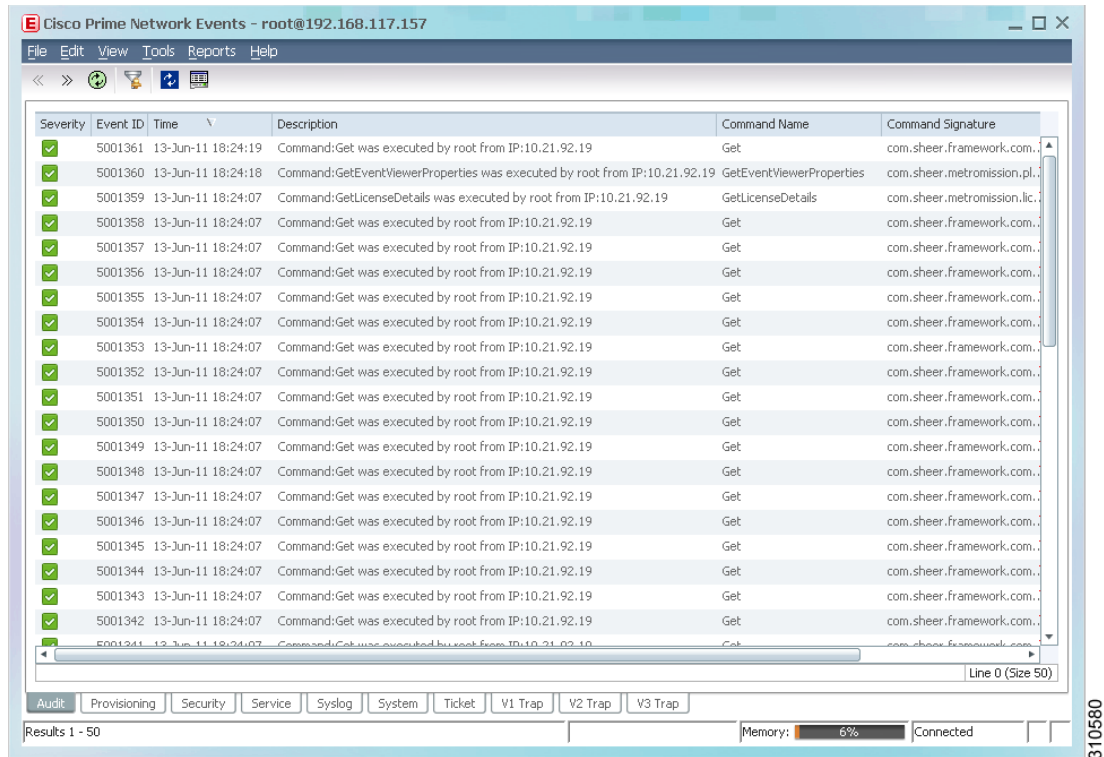 E Cisco Prime Network Events - root@192.168.117.157
File Edit View Tools Reports Help
Severity Event ID Time Description Command Name Command Signature
5001361 13-Jun-11 18:24:19 Command:Get was executed by root from IP:10.21.92.19 Get com.sheer.framework.com..
5001360 13-Jun-11 18:24:18 Command:GetEventViewerProperties was executed by root from IP:10.21.92.19 GetEventViewerProperties com.sheer.metromission.pl..
5001359 13-Jun-11 18:24:07 Command:GetLicenseDetails was executed by root from IP:10.21.92.19 GetLicenseDetails com.sheer.metromission.lic..
5001358 13-Jun-11 18:24:07 Command:Get was executed by root from IP:10.21.92.19 Get com.sheer.framework.com..
5001357 13-Jun-11 18:24:07 Command:Get was executed by root from IP:10.21.92.19 Get com.sheer.framework.com..
5001356 13-Jun-11 18:24:07 Command:Get was executed by root from IP:10.21.92.19 Get com.sheer.framework.com..
5001355 13-Jun-11 18:24:07 Command:Get was executed by root from IP:10.21.92.19 Get com.sheer.framework.com..
5001354 13-Jun-11 18:24:07 Command:Get was executed by root from IP:10.21.92.19 Get com.sheer.framework.com..
5001353 13-Jun-11 18:24:07 Command:Get was executed by root from IP:10.21.92.19 Get com.sheer.framework.com..
5001352 13-Jun-11 18:24:07 Command:Get was executed by root from IP:10.21.92.19 Get com.sheer.framework.com..
5001351 13-Jun-11 18:24:07 Command:Get was executed by root from IP:10.21.92.19 Get com.sheer.framework.com..
5001350 13-Jun-11 18:24:07 Command:Get was executed by root from IP:10.21.92.19 Get com.sheer.framework.com..
5001349 13-Jun-11 18:24:07 Command:Get was executed by root from IP:10.21.92.19 Get com.sheer.framework.com..
5001348 13-Jun-11 18:24:07 Command:Get was executed by root from IP:10.21.92.19 Get com.sheer.framework.com..
5001347 13-Jun-11 18:24:07 Command:Get was executed by root from IP:10.21.92.19 Get com.sheer.framework.com..
5001346 13-Jun-11 18:24:07 Command:Get was executed by root from IP:10.21.92.19 Get com.sheer.framework.com..
5001345 13-Jun-11 18:24:07 Command:Get was executed by root from IP:10.21.92.19 Get com.sheer.framework.com..
5001344 13-Jun-11 18:24:07 Command:Get was executed by root from IP:10.21.92.19 Get com.sheer.framework.com..
5001343 13-Jun-11 18:24:07 Command:Get was executed by root from IP:10.21.92.19 Get com.sheer.framework.com..
5001342 13-Jun-11 18:24:07 Command:Get was executed by root from IP:10.21.92.19 Get com.sheer.framework.com..
5001341 13-Jun-11 18:24:07 Command:Get was executed by root from IP:10.21.92.19 Get com.sheer.framework.com
Line 0 (Size 50)
Audit Provisioning Security Service Syslog System Ticket V1 Trap V2 Trap V3 Trap
Results 1 - 50 Memory: 6% Connected
310580